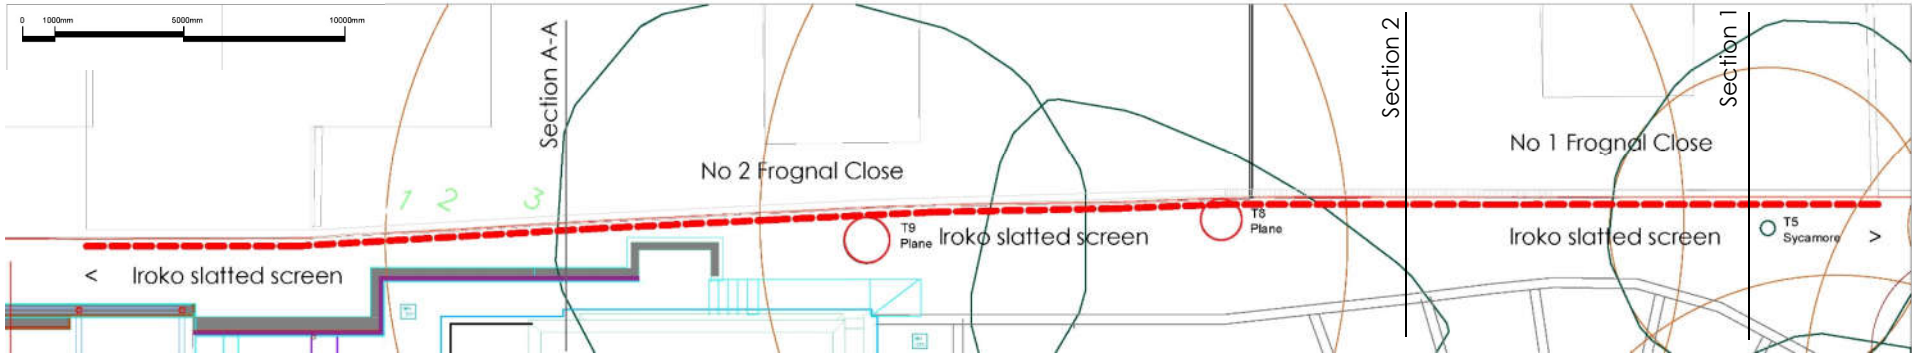 0 1000mm 5000mm 10000mm
Section A-A
Section 2
Section 1
No 1 Frognal Close
No 2 Frognal Close
1 2 3
T9
Plane
Iroko slatted screen
T8
Plane
Iroko slatted screen
T5
Sycamore
>
< Iroko slatted screen